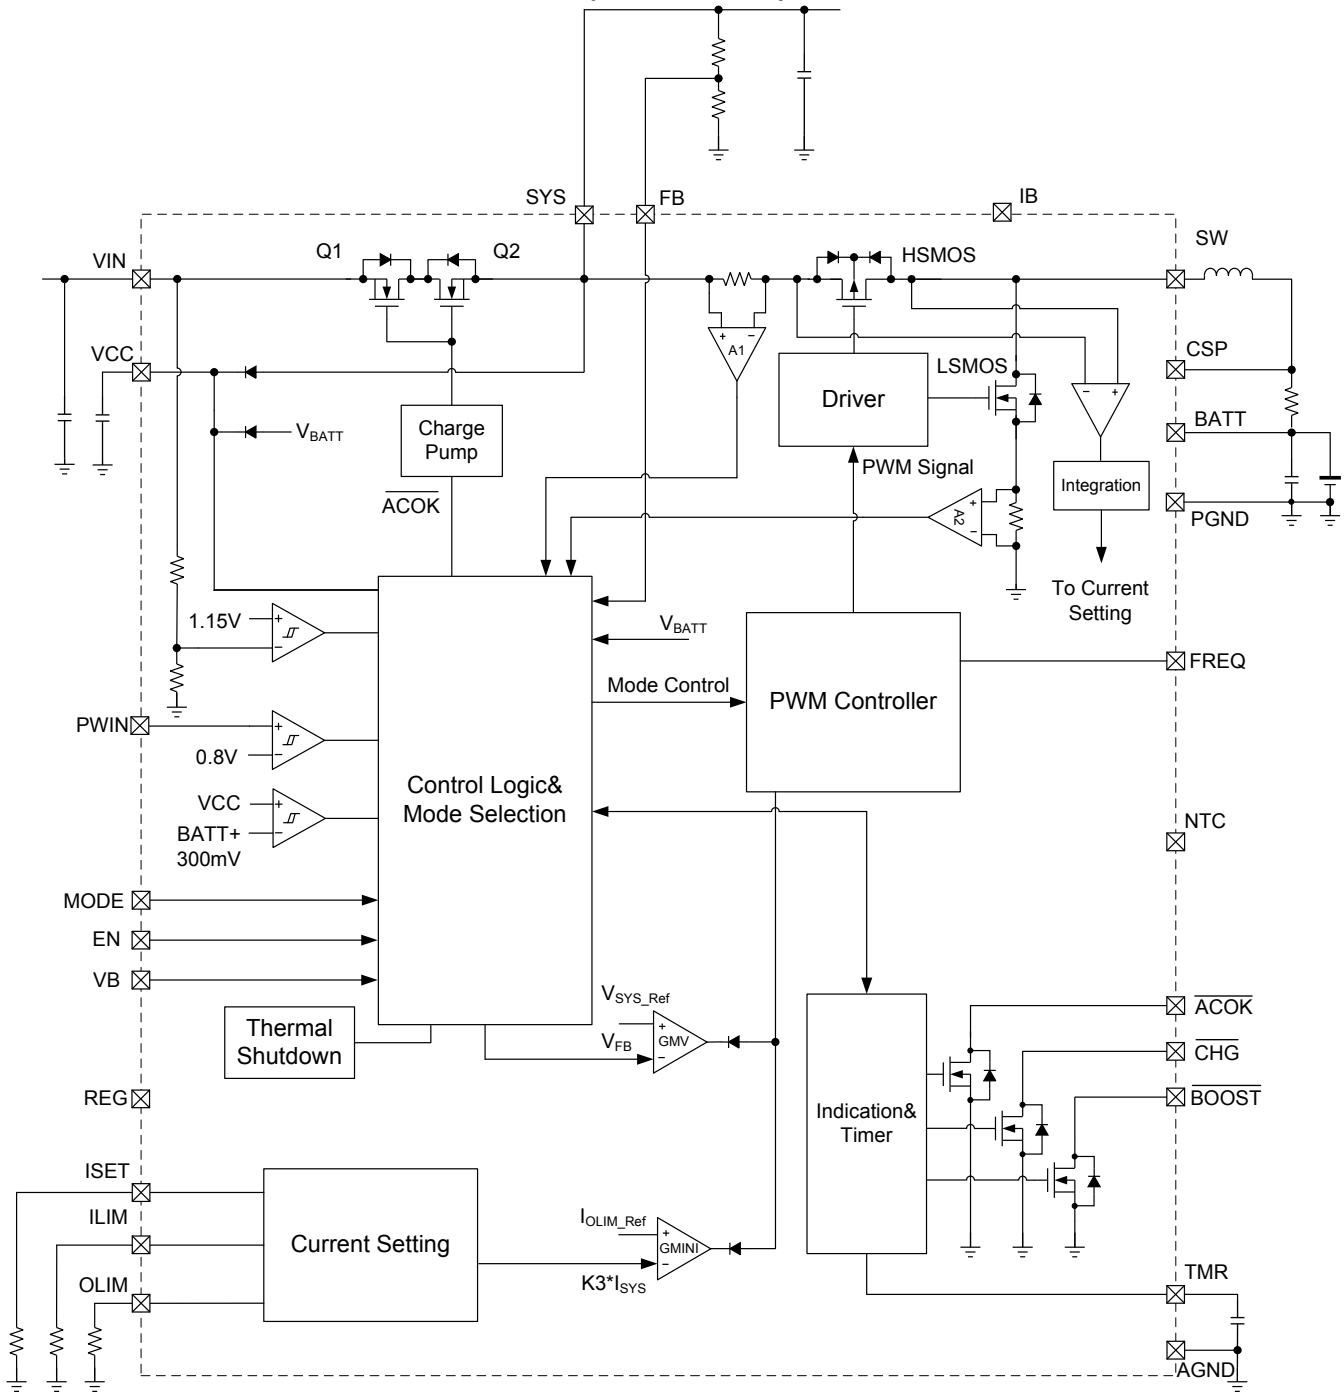 SYS
FB
IB
SW
VIN
Q1
Q2
HSMOS
VCC
A1
CSP
LSMOS
Driver
BATT
Charge
Pump
VBATT
PWM Signal
ACOK
A2
Integration
PGND
To Current
Setting
1.15V
VBATT
FREQ
Mode Control
PWM Controller
PWIN
0.8V
Control Logic&
Mode Selection
VCC
BATT+
300mV
NTC
MODE
EN
VB
VSYS_Ref
GMV
VFB
Thermal
Shutdown
ACOK
CHG
BOOST
REG
Indication&
Timer
ISET
ILIM
OLIM
Current Setting
IOLIM_Ref
GMINI
K3*ISYS
TMR
AGND